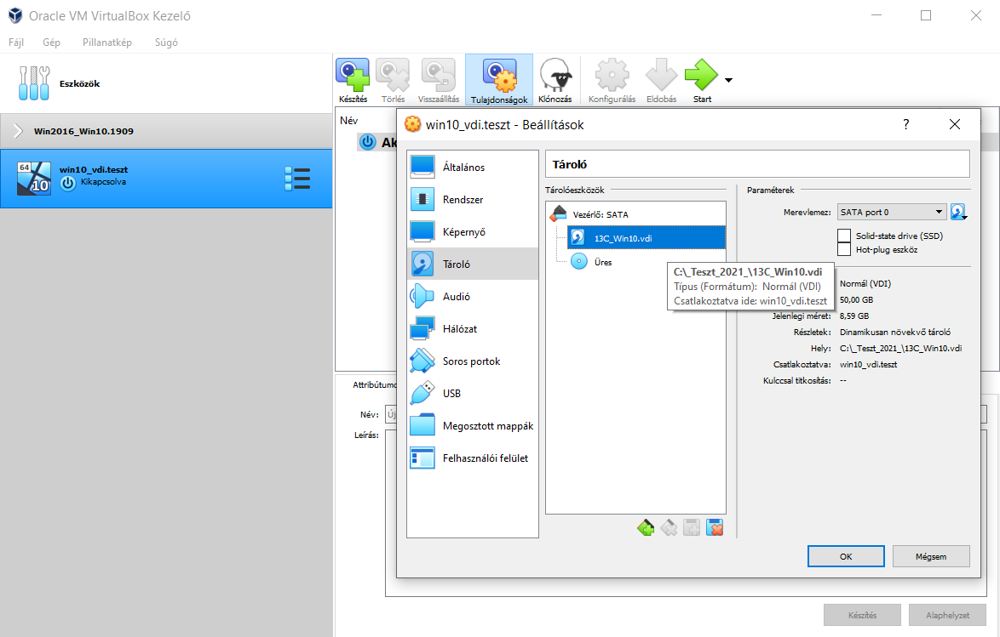 Oracle VM VirtualBox Kezelő
Fájl Gép Pillanatkép Súgó
Eszközök
Készítés Törlés Visszaállítás Tulajdonságok Klónozás Konfigurálás Eldobás Start
Win2016_Win10.1909
64
10
win10_vdi.teszt
Kikapcsolva
Név
Ak
Attribútumo
Név: Új
Leírás:
win10_vdi.teszt - Beállítások
?
Általános
Rendszer
Képernyő
Tároló
Audió
Hálózat
Soros portok
USB
Megosztott mappák
Felhasználói felület
Tároló
Tárolóeszközök
Vezérlő: SATA
13C_Win10.vdi
Üres
C:\_Teszt_2021_\13C_Win10.vdi
Típus (Formátum): Normál (VDI)
Csatlakoztatva ide: win10_vdi.teszt
Paraméterek
Merevlemez: SATA port 0
Solid-state drive (SSD)
Hot-plug eszköz
Normál (VDI)
50,00 GB
Jelenlegi méret: 8,59 GB
Részletek: Dinamikusan növekvő tároló
Hely: C:\_Teszt_2021_\13C_Win10.vdi
Csatlakoztatva: win10_vdi.teszt
Kulccsal titkosítás: --
OK Mégsem
Készítés Alaphelyzet